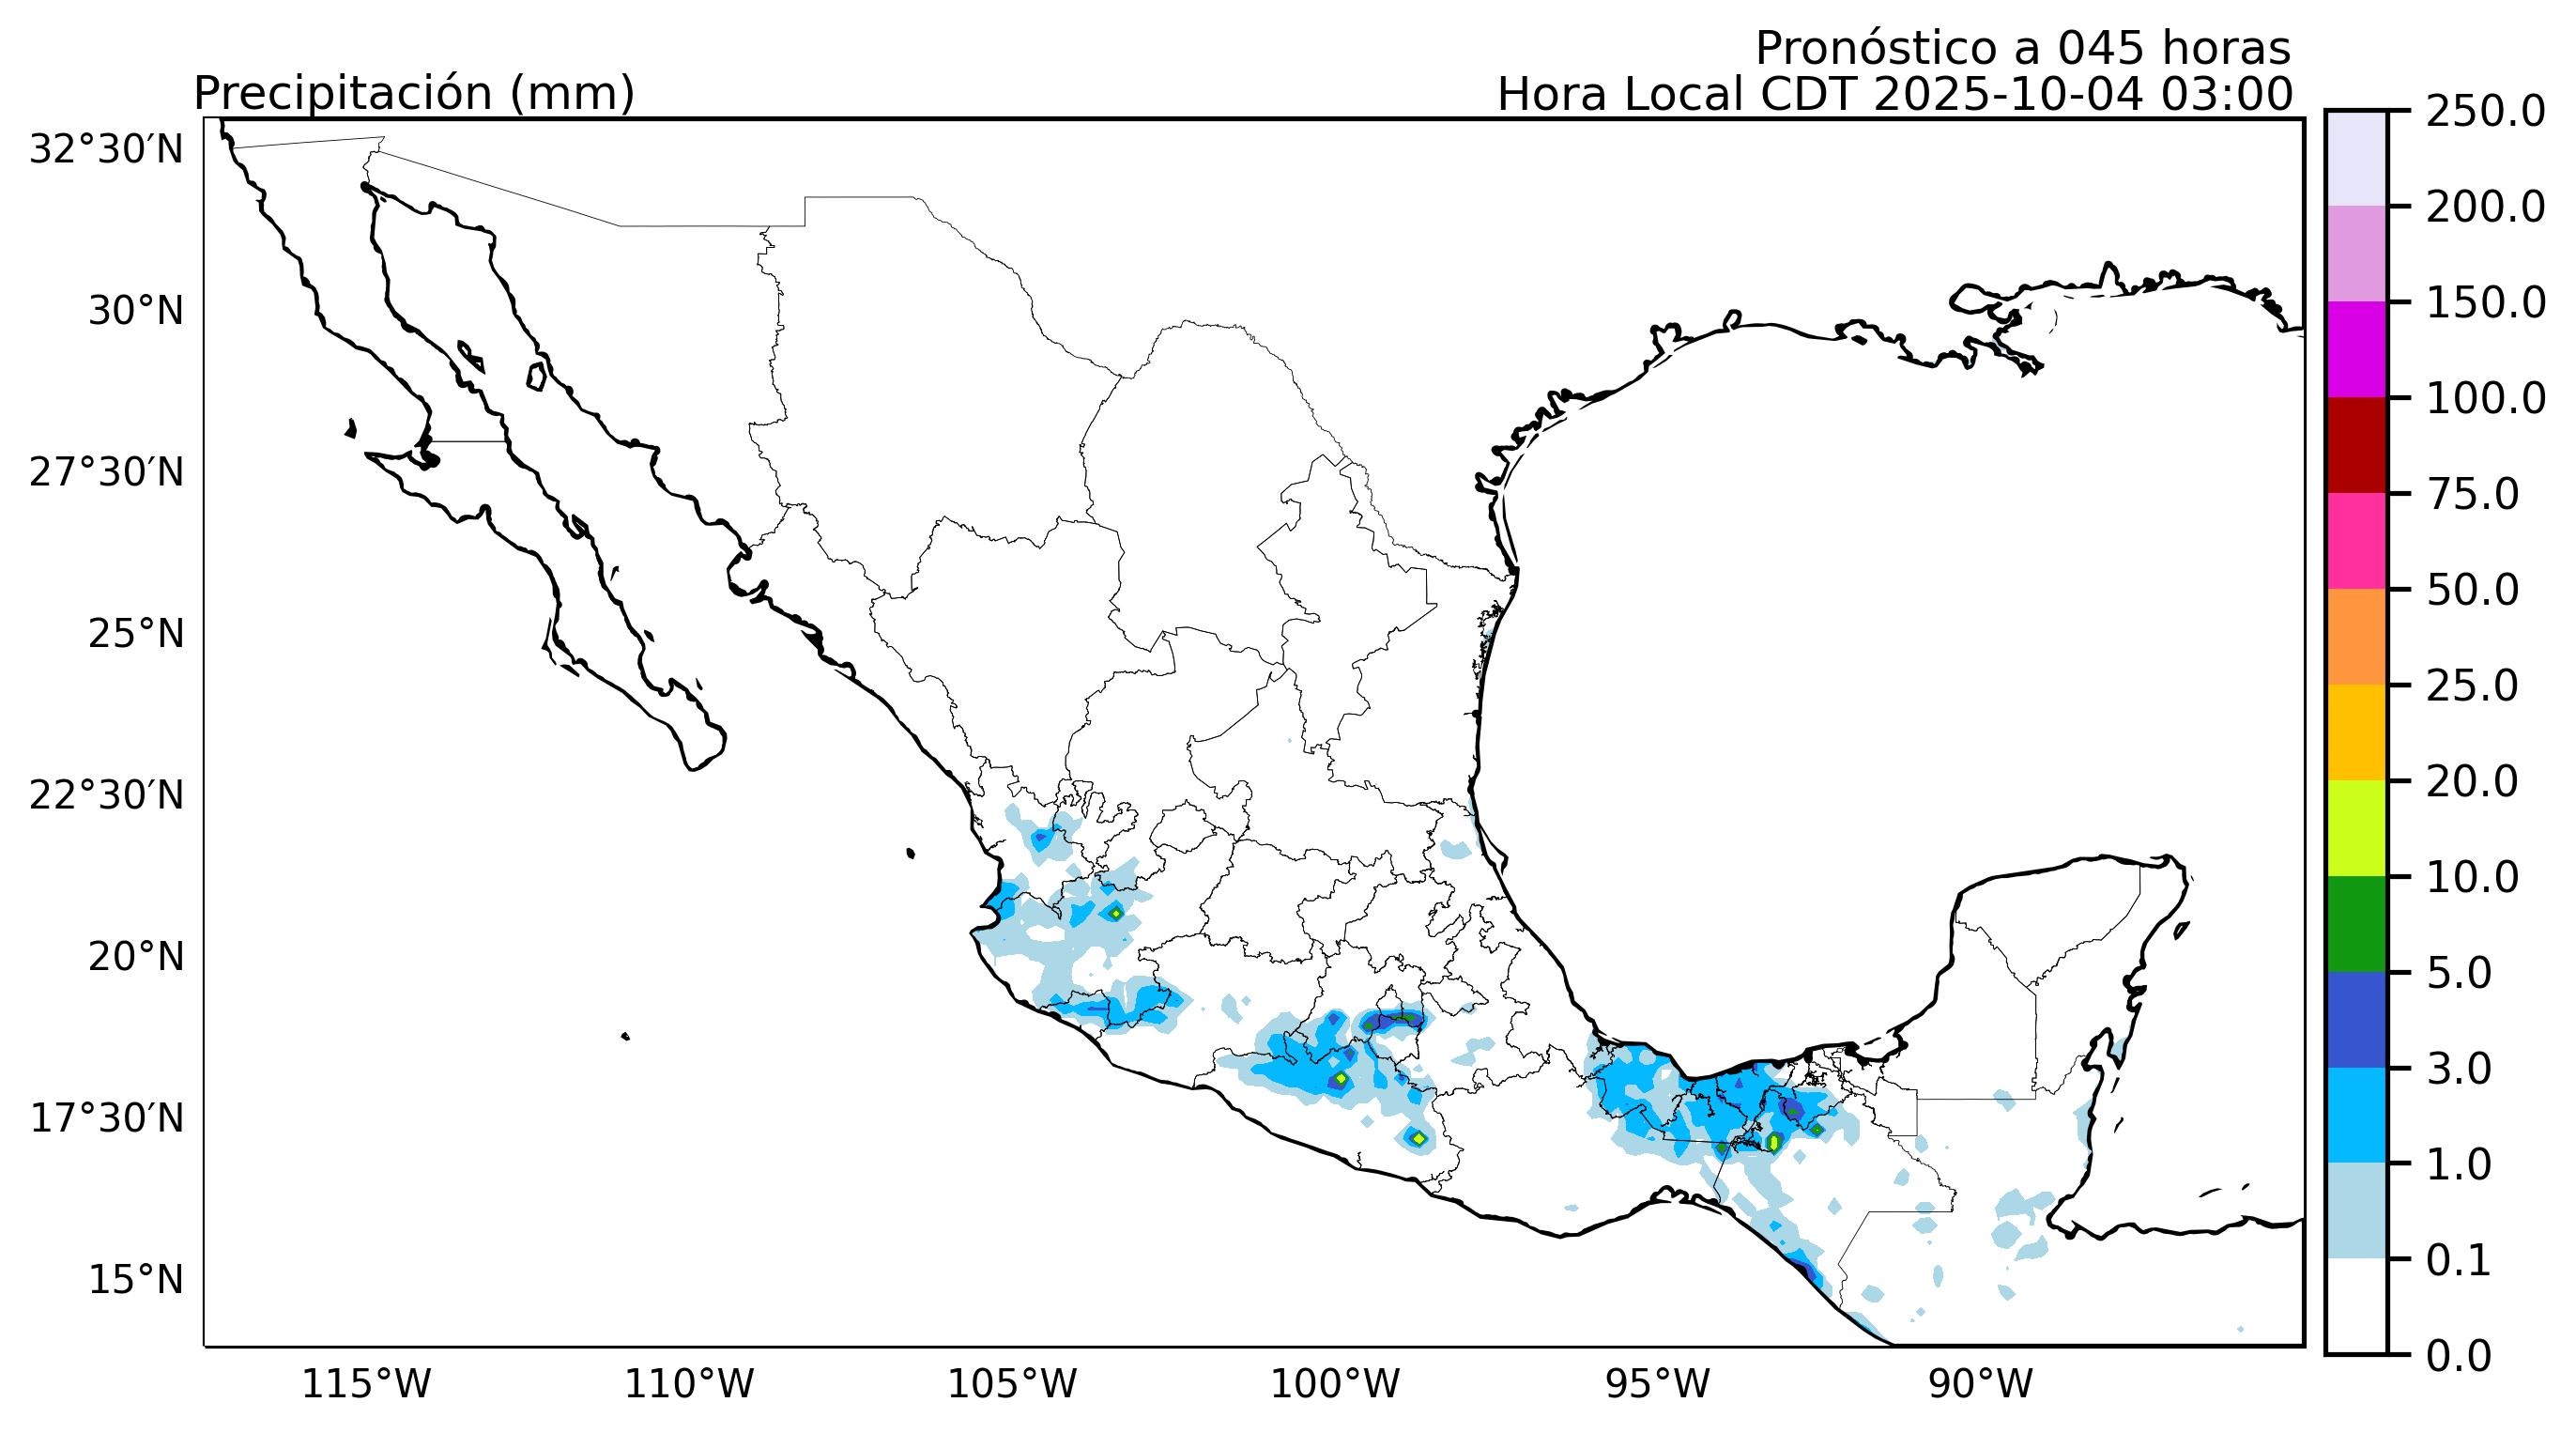 Pronóstico a 045 horas
Precipitación (mm)
Hora Local CDT 2025-10-04 03:00
32°30′N
30°N
27°30′N
25°N
22°30′N
20°N
17°30′N
15°N
115°W
110°W
105°W
100°W
95°W
90°W
250.0
200.0
150.0
100.0
75.0
50.0
25.0
20.0
10.0
5.0
3.0
1.0
0.1
0.0